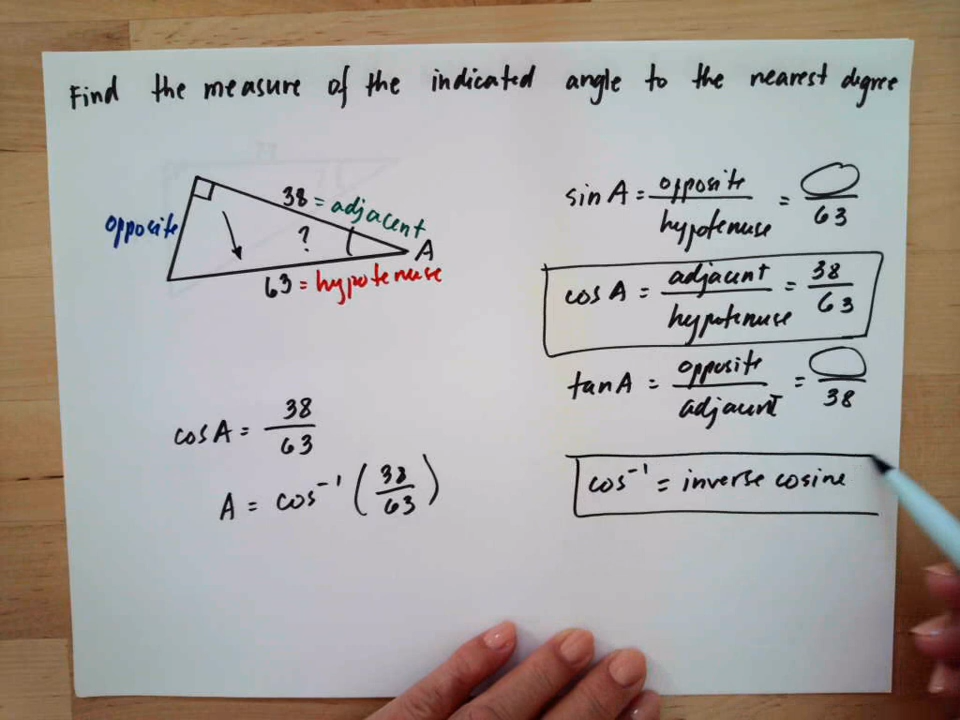 Find the measure of the indicated angle to the nearest degree
38 = adjacent
opposite
?
A
63 = hypotenuse
sin A = opposite / hypotenuse = __ / 63
cos A = adjacent / hypotenuse = 38 / 63
tan A = opposite / adjacent = __ / 38
cos A = 38 / 63
A = cos⁻¹ (38 / 63)
cos⁻¹ = inverse cosine